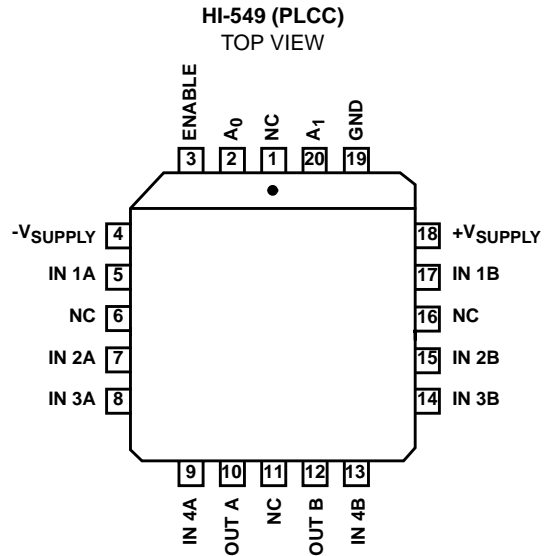 HI-549 (PLCC)
TOP VIEW
ENABLE
A0
NC
A1
GND
3 2 1 20 19
-VSUPPLY 4
18 +VSUPPLY
IN 1A 5
17 IN 1B
NC 6
16 NC
IN 2A 7
15 IN 2B
IN 3A 8
14 IN 3B
9 10 11 12 13
IN 4A
OUT A
NC
OUT B
IN 4B